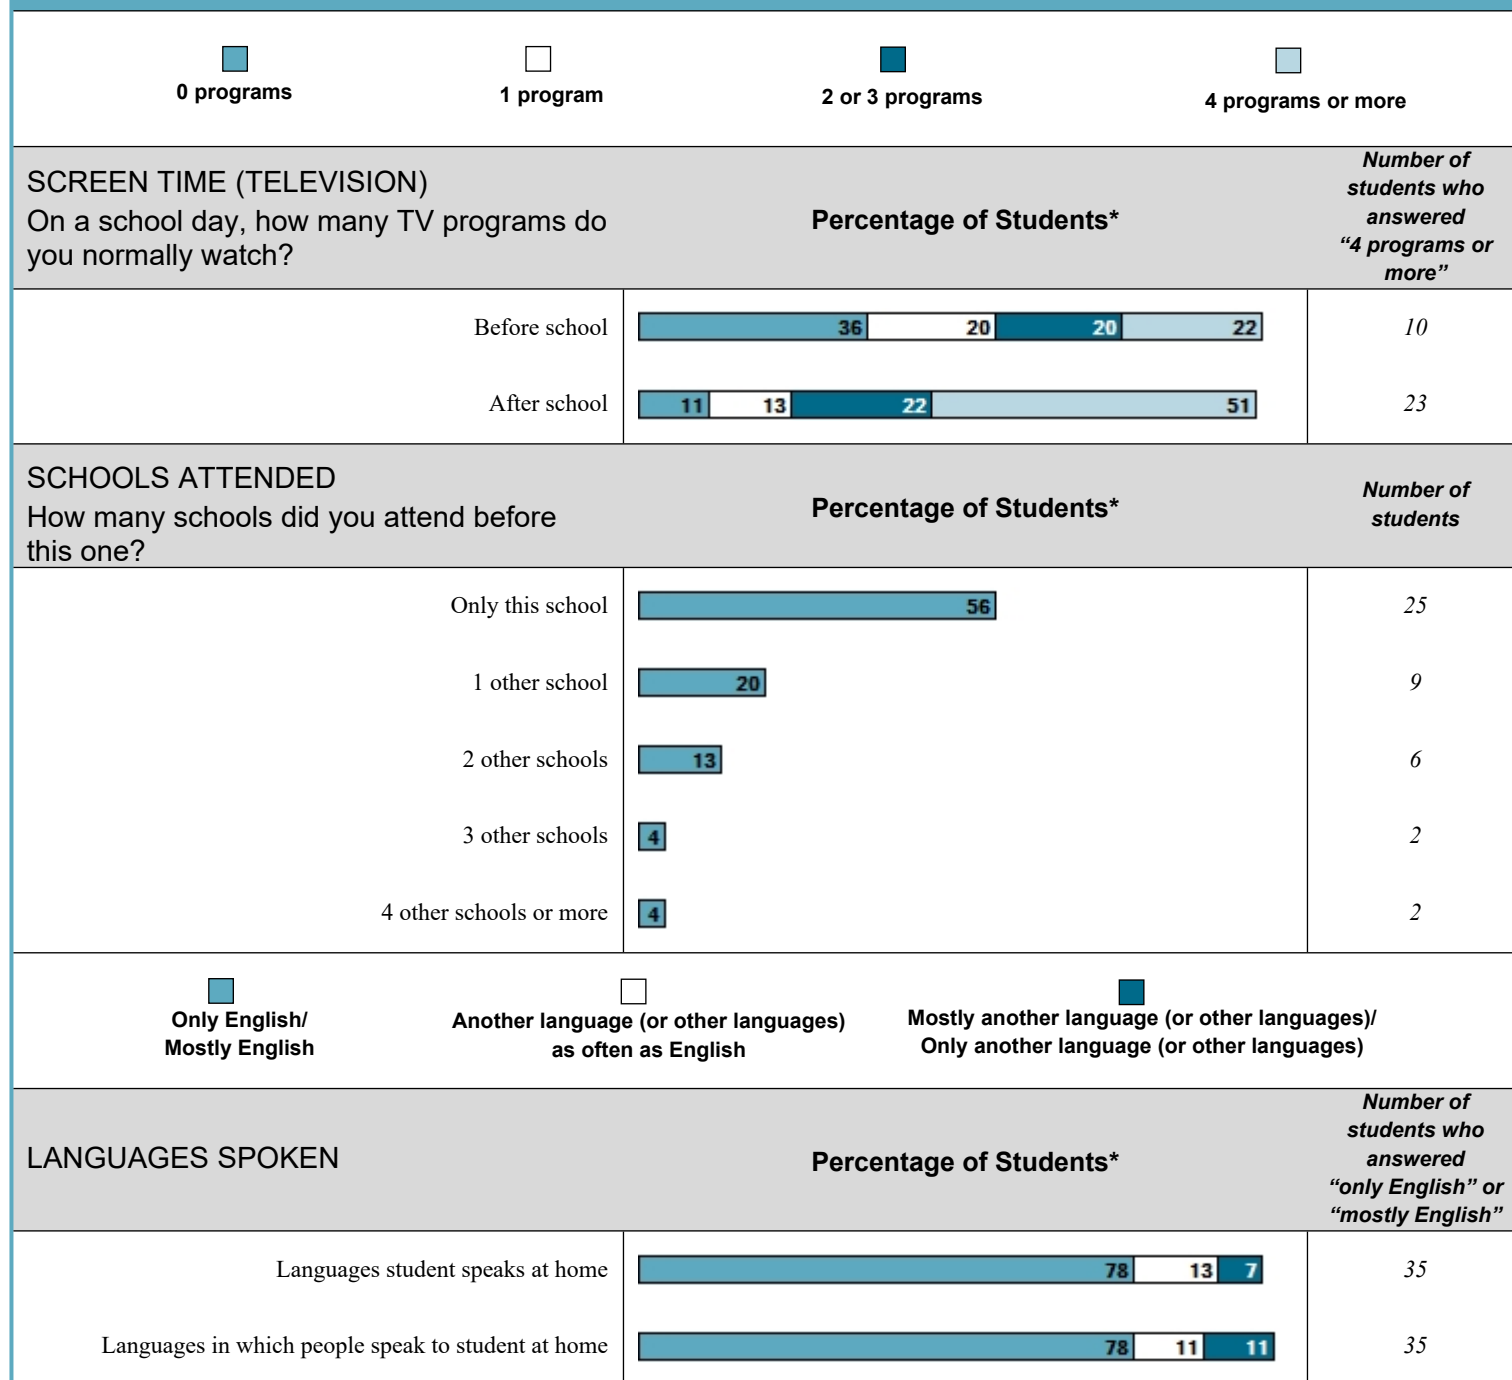 0 programs
1 program
2 or 3 programs
4 programs or more
SCREEN TIME (TELEVISION)
On a school day, how many TV programs do
you normally watch?
Percentage of Students*
Number of
students who
answered
“4 programs or
more”
Before school
36 20 20 22
10
After school
11 13 22 51
23
SCHOOLS ATTENDED
How many schools did you attend before
this one?
Percentage of Students*
Number of
students
Only this school
56
25
1 other school
20
9
2 other schools
13
6
3 other schools
4
2
4 other schools or more
4
2
Only English/
Mostly English
Another language (or other languages)
as often as English
Mostly another language (or other languages)/
Only another language (or other languages)
LANGUAGES SPOKEN
Percentage of Students*
Number of
students who
answered
“only English” or
“mostly English”
Languages student speaks at home
78 13 7
35
Languages in which people speak to student at home
78 11 11
35